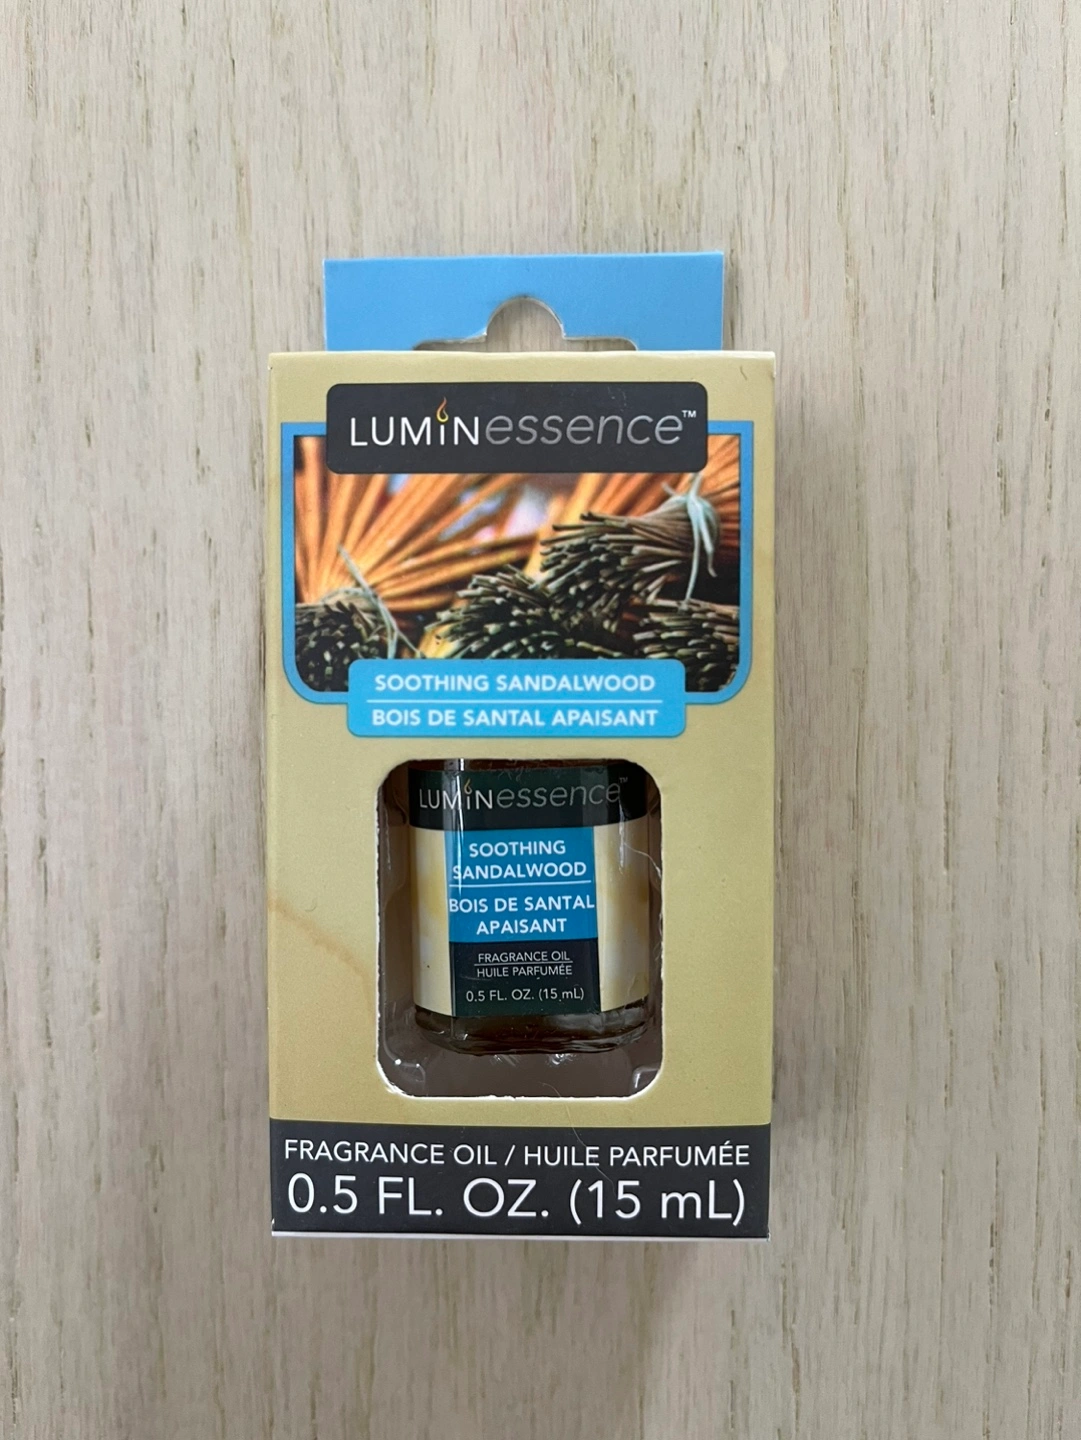 LUMINessence™
SOOTHING SANDALWOOD
BOIS DE SANTAL APAISANT
LUMINessence™
SOOTHING
SANDALWOOD
BOIS DE SANTAL
APAISANT
FRAGRANCE OIL
HUILE PARFUMÉE
0.5 FL. OZ. (15 mL)
FRAGRANCE OIL / HUILE PARFUMÉE
0.5 FL. OZ. (15 mL)